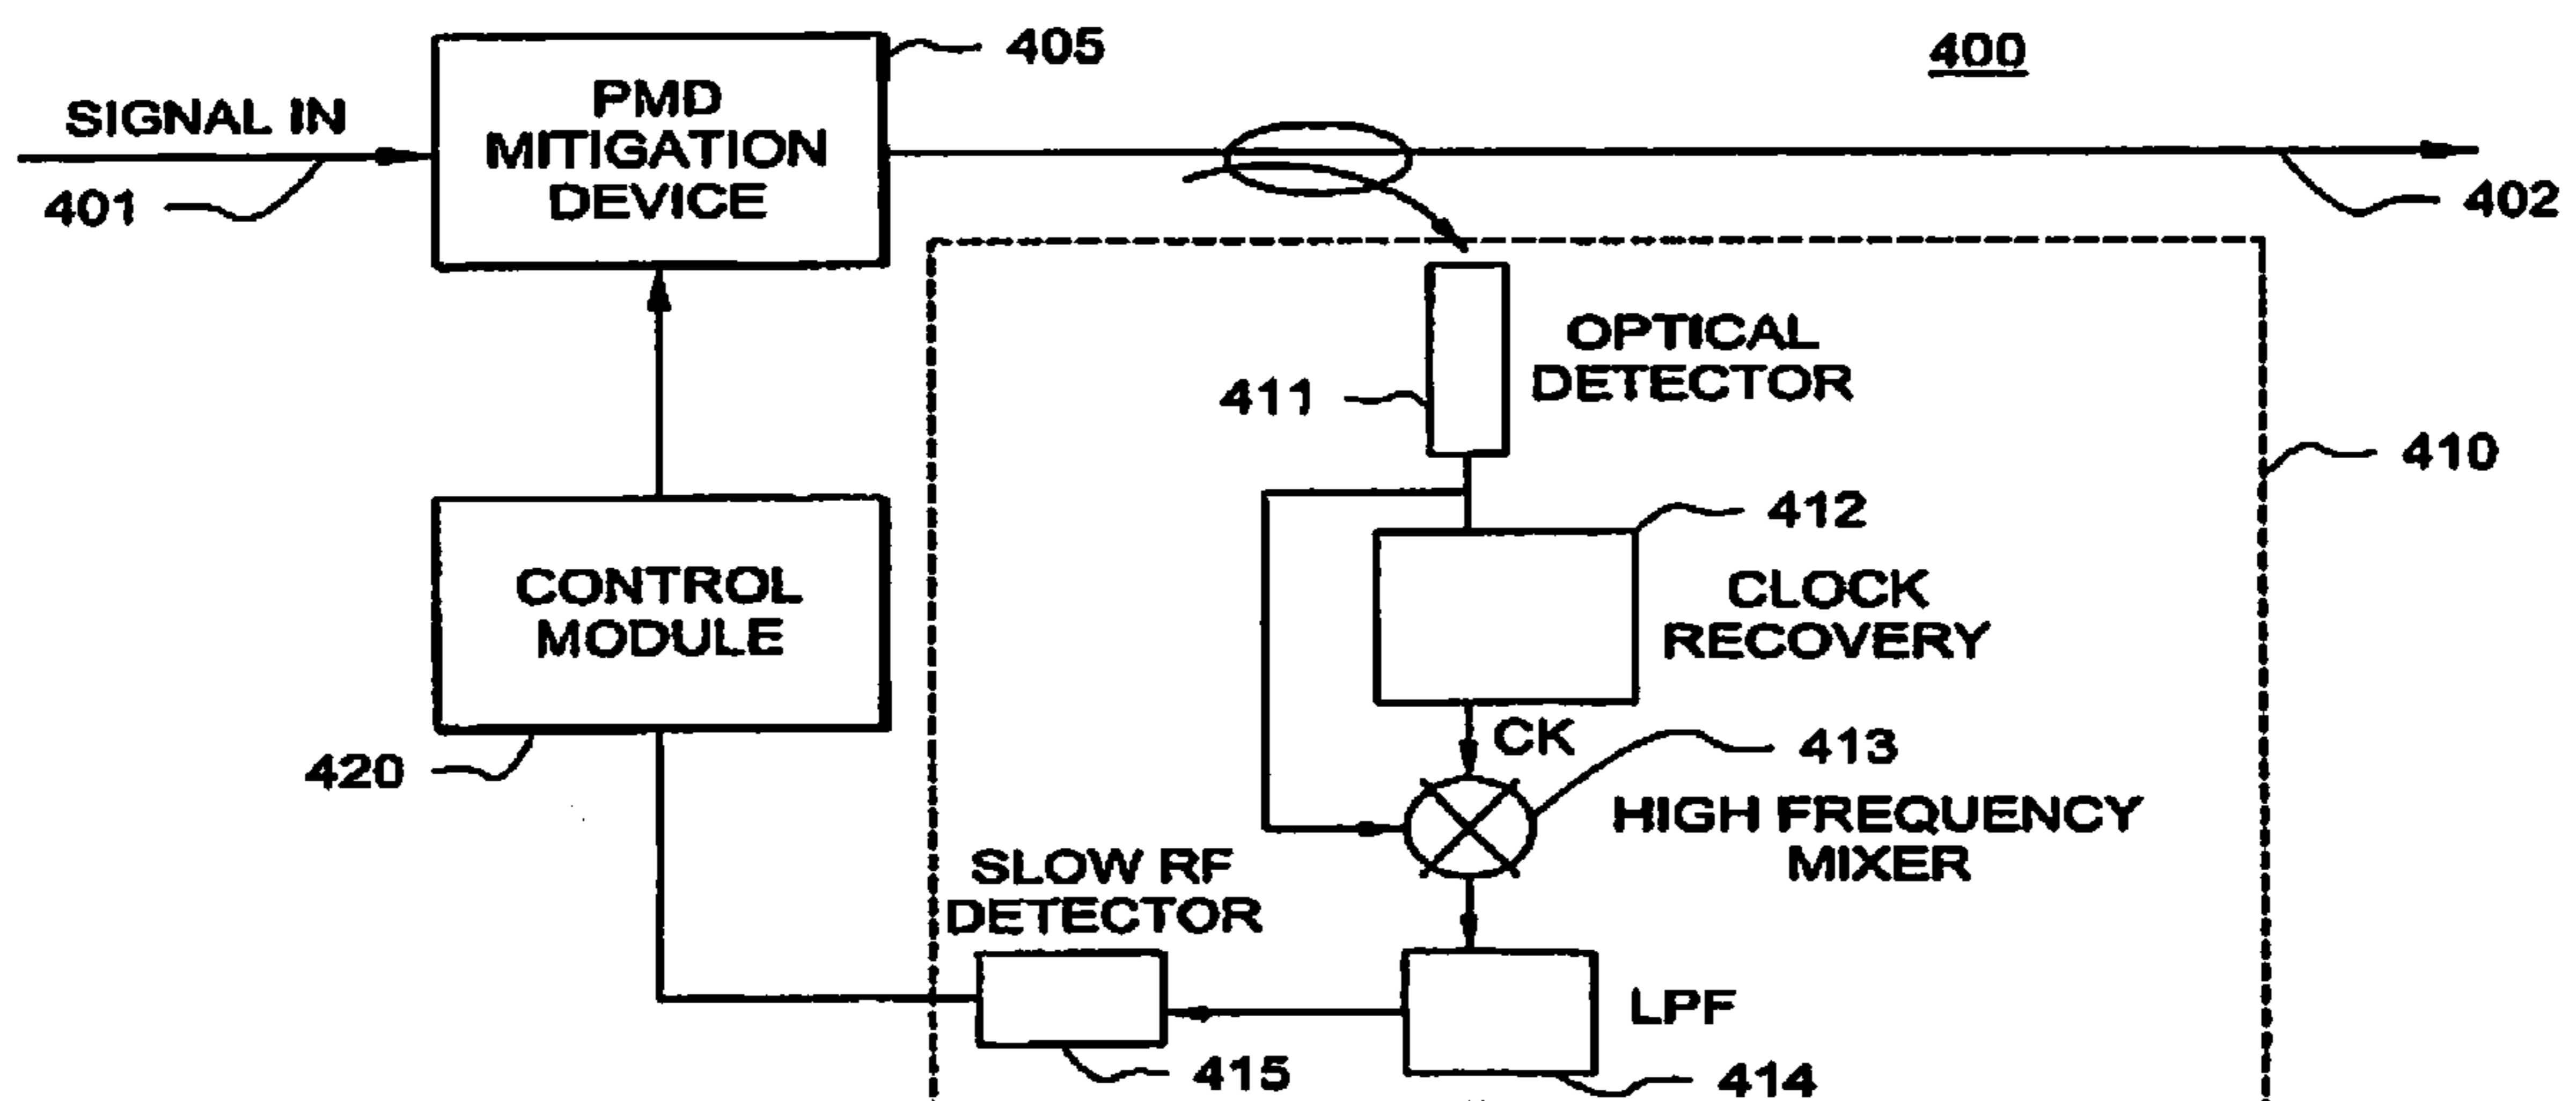 405
400
SIGNAL IN
PMD
MITIGATION
DEVICE
401
402
OPTICAL
DETECTOR
411
410
412
CONTROL
MODULE
CLOCK
RECOVERY
CK
413
420
HIGH FREQUENCY
MIXER
SLOW RF
DETECTOR
LPF
415
414